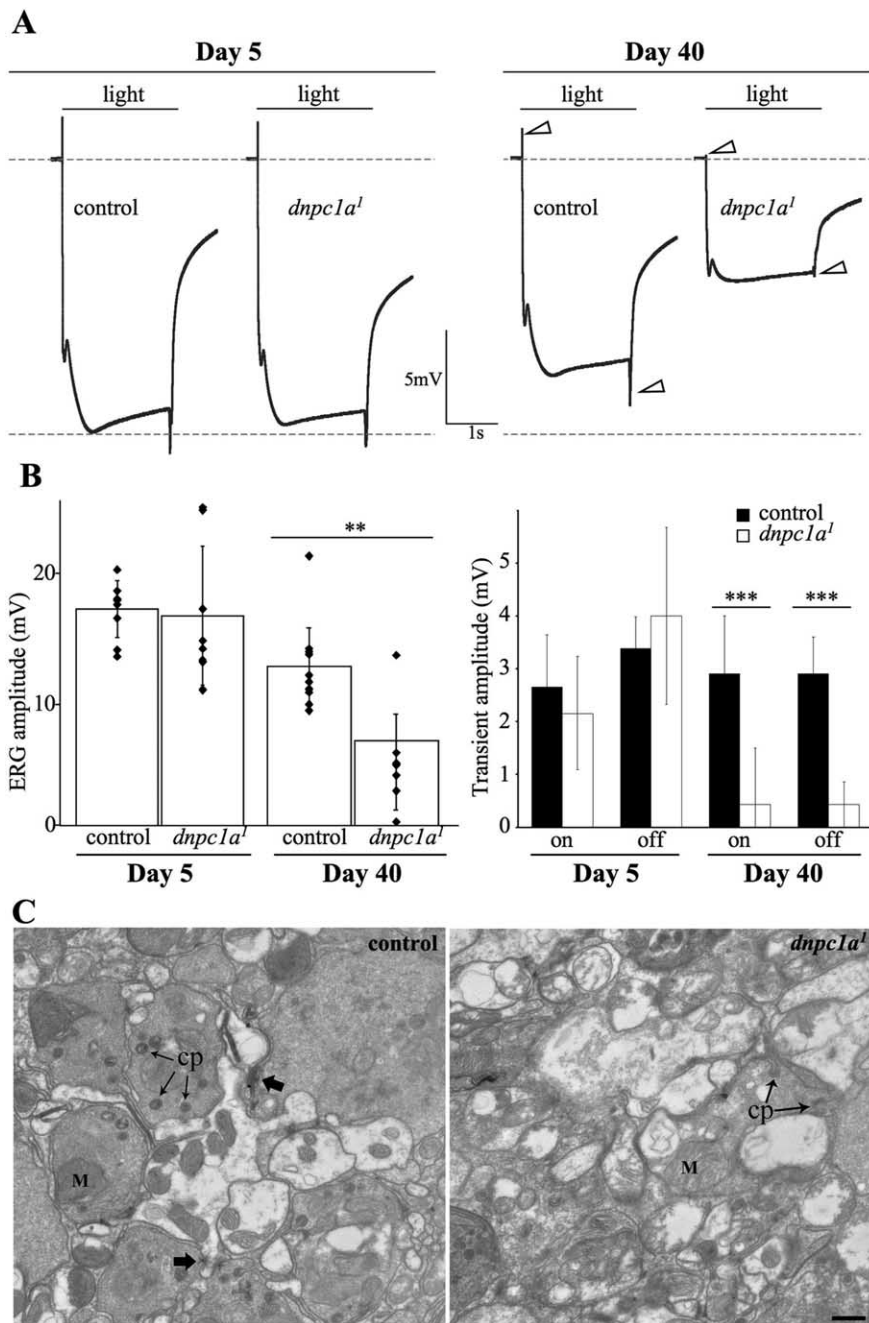 A
Day 5
Day 40
light
light
light
light
control
dnpc1a¹
control
dnpc1a¹
5mV
1s
B
ERG amplitude (mV)
20
10
0
**
control
dnpc1a¹
control
dnpc1a¹
Day 5
Day 40
Transient amplitude (mV)
5
4
3
2
1
0
control
dnpc1a¹
***
***
on
off
on
off
Day 5
Day 40
C
control
cp
M
dnpc1a¹
cp
M